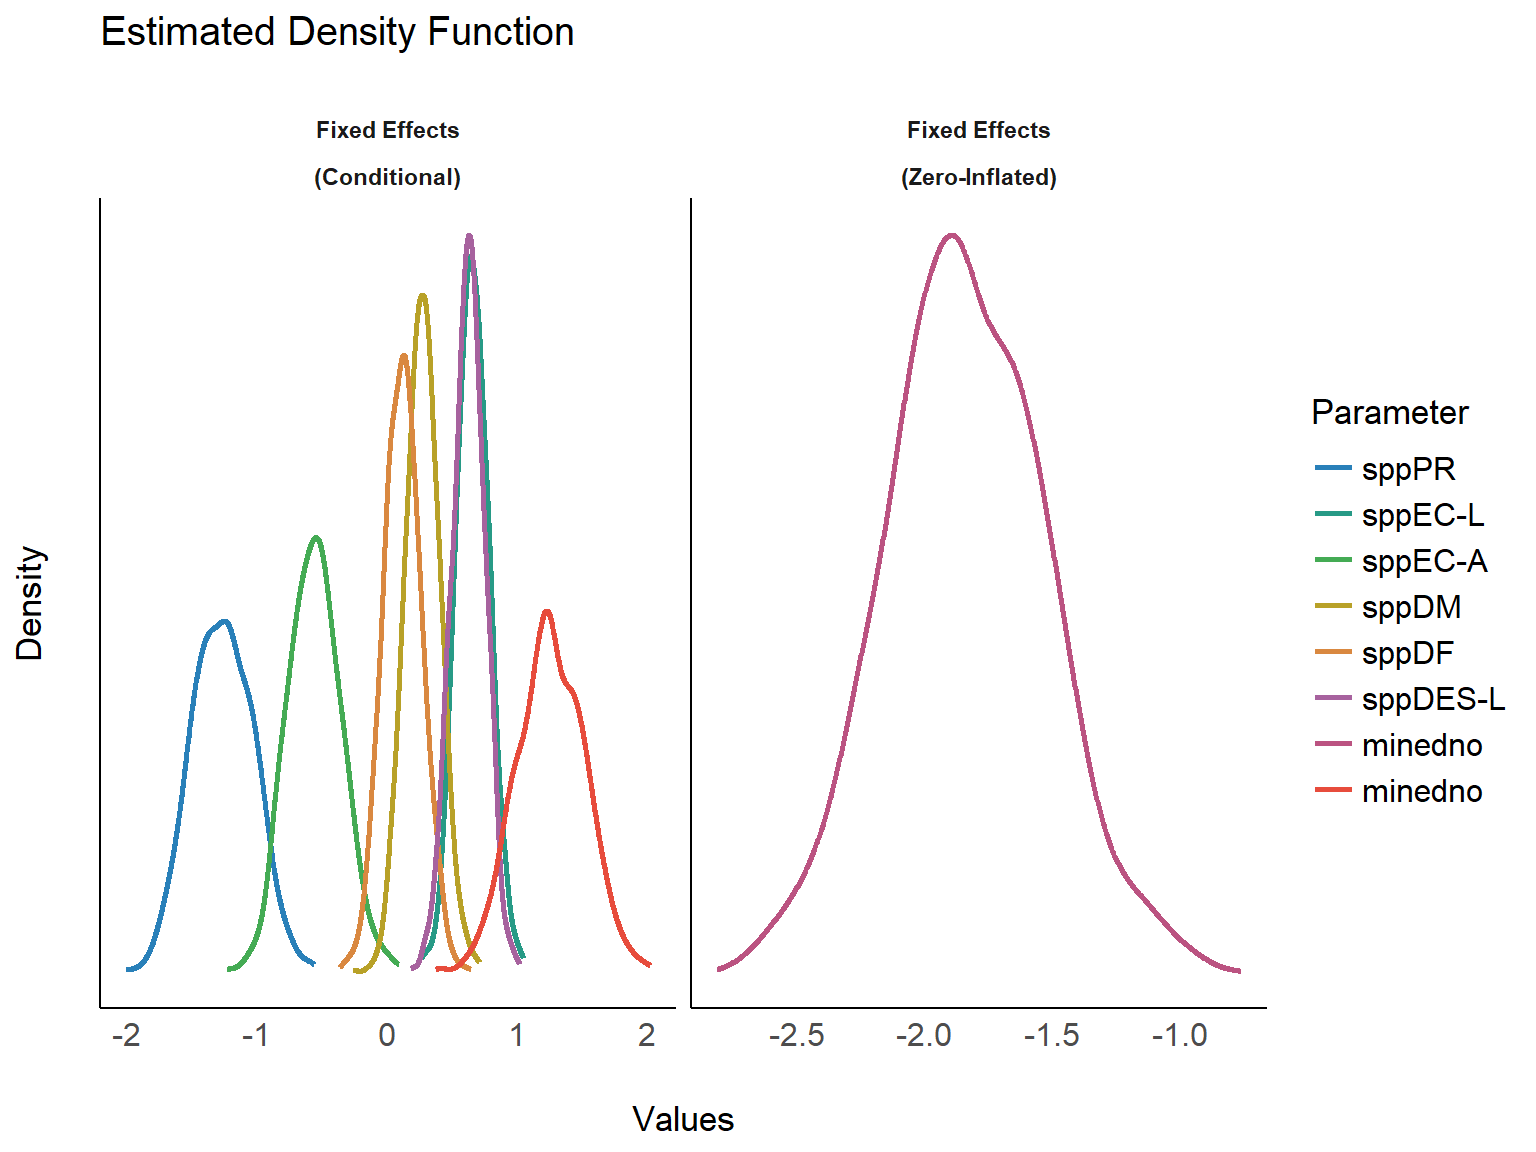 Estimated Density Function
Fixed Effects
(Conditional)
Fixed Effects
(Zero-Inflated)
Density
-2 -1 0 1 2
-2.5 -2.0 -1.5 -1.0
Values
Parameter
sppPR
sppEC-L
sppEC-A
sppDM
sppDF
sppDES-L
minedno
minedno